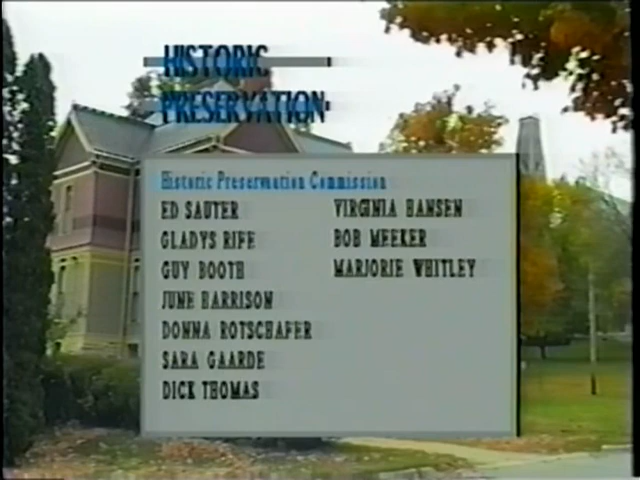 HISTORIC
PRESERVATION
Historic Preservation Commission
ED SAUTER
GLADYS RIFE
GUY BOOTH
JUNE HARRISON
DONNA ROTSCHAFER
SARA GAARDE
DICK THOMAS
VIRGINIA HANSEN
BOB MEEKER
MARJORIE WHITLEY